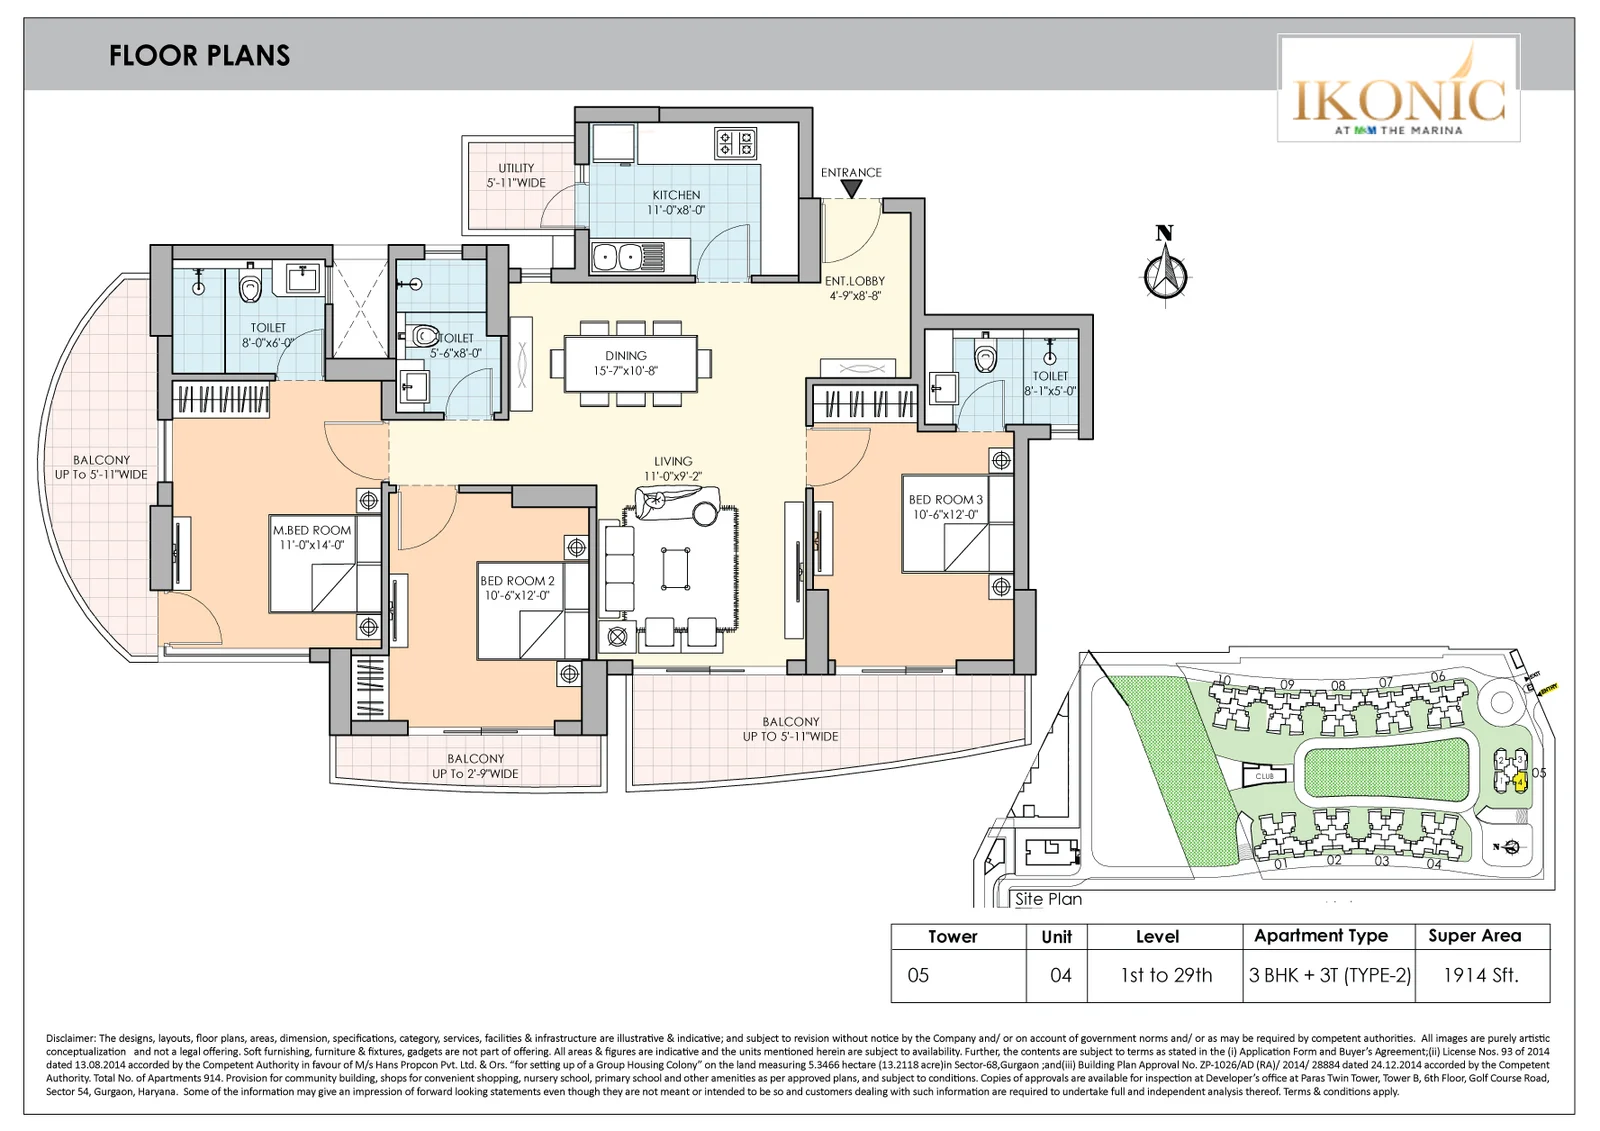 FLOOR PLANS
IKONIC
AT M3M THE MARINA
ENTRANCE
UTILITY
5'-11"WIDE
KITCHEN
11'-0"x8'-0"
N
ENT.LOBBY
4'-9"x8'-8"
TOILET
8'-0"x6'-0"
TOILET
5'-6"x8'-0"
DINING
15'-7"x10'-8"
TOILET
8'-1"x5'-0"
BALCONY
UP To 5'-11"WIDE
LIVING
11'-0"x9'-2"
BED ROOM 3
10'-6"x12'-0"
M.BED ROOM
11'-0"x14'-0"
BED ROOM 2
10'-6"x12'-0"
BALCONY
UP TO 5'-11"WIDE
BALCONY
UP To 2'-9"WIDE
10
09
08
07
06
EXIT
ENTRY
CLUB
2
3
1
4
05
N
01
02
03
04
Site Plan
Tower Unit Level Apartment Type Super Area
05 04 1st to 29th 3 BHK + 3T (TYPE-2) 1914 Sft.
Disclaimer: The designs, layouts, floor plans, areas, dimension, specifications, category, services, facilities & infrastructure are illustrative & indicative; and subject to revision without notice by the Company and/ or on account of government norms and/ or as may be required by competent authorities. All images are purely artistic
conceptualization and not a legal offering. Soft furnishing, furniture & fixtures, gadgets are not part of offering. All areas & figures are indicative and the units mentioned herein are subject to availability. Further, the contents are subject to terms as stated in the (i) Application Form and Buyer's Agreement;(ii) License Nos. 93 of 2014
dated 13.08.2014 accorded by the Competent Authority in favour of M/s Hans Propcon Pvt. Ltd. & Ors. "for setting up of a Group Housing Colony" on the land measuring 5.3466 hectare (13.2118 acre)in Sector-68,Gurgaon ;and(iii) Building Plan Approval No. ZP-1026/AD (RA)/ 2014/ 28884 dated 24.12.2014 accorded by the Competent
Authority. Total No. of Apartments 914. Provision for community building, shops for convenient shopping, nursery school, primary school and other amenities as per approved plans, and subject to conditions. Copies of approvals are available for inspection at Developer's office at Paras Twin Tower, Tower B, 6th Floor, Golf Course Road,
Sector 54, Gurgaon, Haryana. Some of the information may give an impression of forward looking statements even though they are not meant or intended to be so and customers dealing with such information are required to undertake full and independent analysis thereof. Terms & conditions apply.